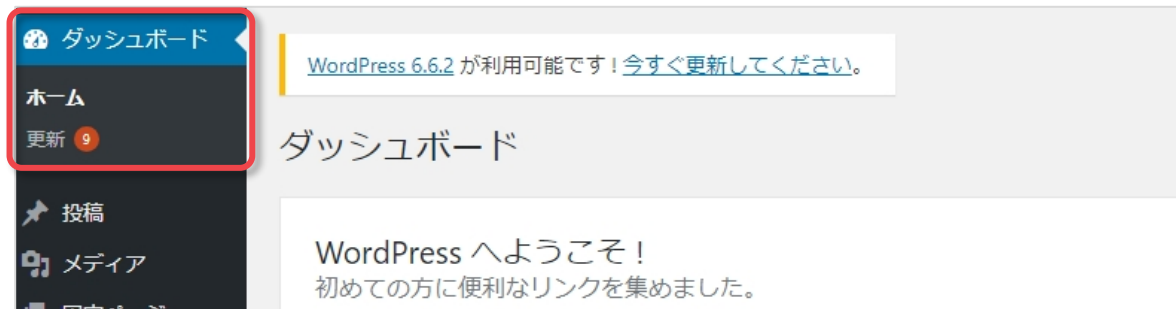 ダッシュボード
ホーム
更新 9
投稿
メディア
WordPress 6.6.2 が利用可能です ! 今すぐ更新してください。
ダッシュボード
WordPress へようこそ !
初めての方に便利なリンクを集めました。